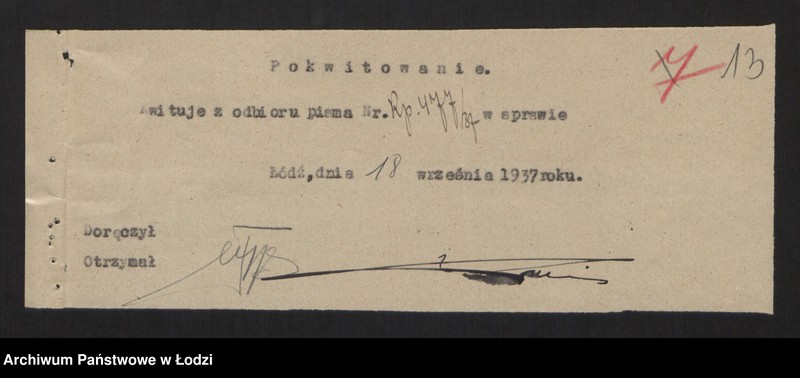 7 13
Pokwitowanie.
Kwituje z odbioru pisma Nr. Rp. 477/37 w sprawie
Łódź, dnia 18 września 1937 roku.
Doręczył
Otrzymał
Archiwum Państwowe w Łodzi